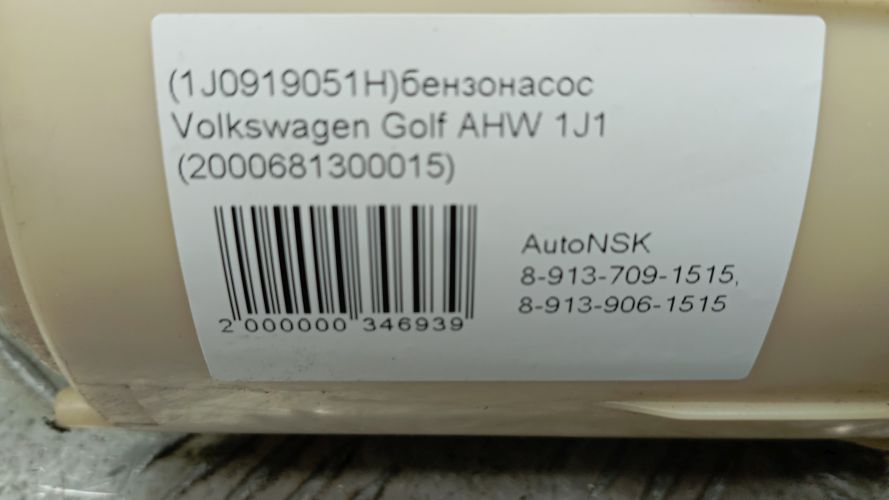 (1J0919051H)бензонасос
Volkswagen Golf AHW 1J1
(2000681300015)
2 000000 346939
AutoNSK
8-913-709-1515,
8-913-906-1515